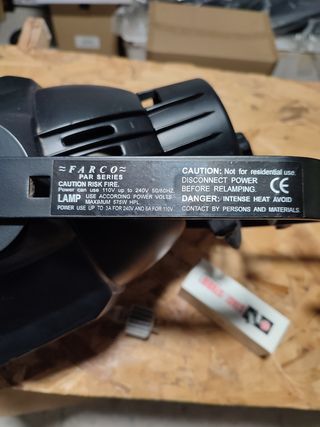 ≈FARCO≈
PAR SERIES
CAUTION RISK FIRE.
Power can use 110V up to 240V 50/60HZ.
LAMP USE ACCORDING POWER VOLTS
MAXIMUM 575W HPL.
POWER USE UP TO 3A FOR 240V AND 6A FOR 110V
CAUTION: Not for residential use.
DISCONNECT POWER
BEFORE RELAMPING.
DANGER: INTENSE HEAT AVOID
CONTACT BY PERSONS AND MATERIALS
CE